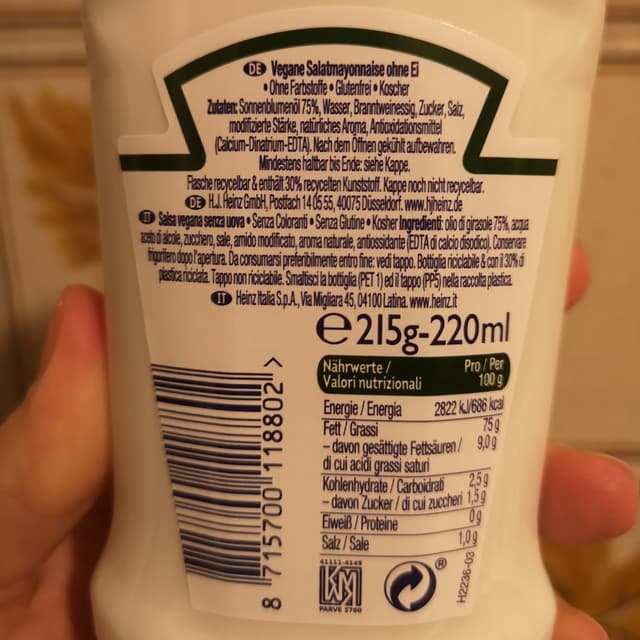 DE Vegane Salatmayonnaise ohne Ei
• Ohne Farbstoffe • Glutenfrei • Koscher
Zutaten: Sonnenblumenöl 75%, Wasser, Branntweinessig, Zucker, Salz,
modifizierte Stärke, natürliches Aroma, Antioxidationsmittel
(Calcium-Dinatrium-EDTA). Nach dem Öffnen gekühlt aufbewahren.
Mindestens haltbar bis Ende: siehe Kappe.
Flasche recycelbar & enthält 30% recycelten Kunststoff. Kappe noch nicht recycelbar.
DE H.J. Heinz GmbH, Postfach 14 05 55, 40075 Düsseldorf. www.hjheinz.de
IT Salsa vegana senza uova • Senza Coloranti • Senza Glutine • Kosher Ingredienti: olio di girasole 75%, acqua
aceto di alcole, zucchero, sale, amido modificato, aroma naturale, antiossidante (EDTA di calcio disodico). Conservare
frigorifero dopo l'apertura. Da consumarsi preferibilmente entro fine: vedi tappo. Bottiglia riciclabile & con il 30% di
plastica riciclata. Tappo non riciclabile. Smaltisci la bottiglia (PET 1) ed il tappo (PP5) nella raccolta plastica.
IT Heinz Italia S.p.A., Via Migliara 45, 04100 Latina. www.heinz.it
℮215g-220ml
Nährwerte / Valori nutrizionali Pro / Per 100 g
Energie / Energia 2822 kJ/686 kcal
Fett / Grassi 75 g
– davon gesättigte Fettsäuren / 9,0 g
di cui acidi grassi saturi
Kohlenhydrate / Carboidrati 2,5 g
– davon Zucker / di cui zuccheri 1,5 g
Eiweiß / Proteine 0 g
Salz / Sale 1,0 g
8 715700 118802 >
41111-4149
KWM
PARVE 5780
®
H2236-03